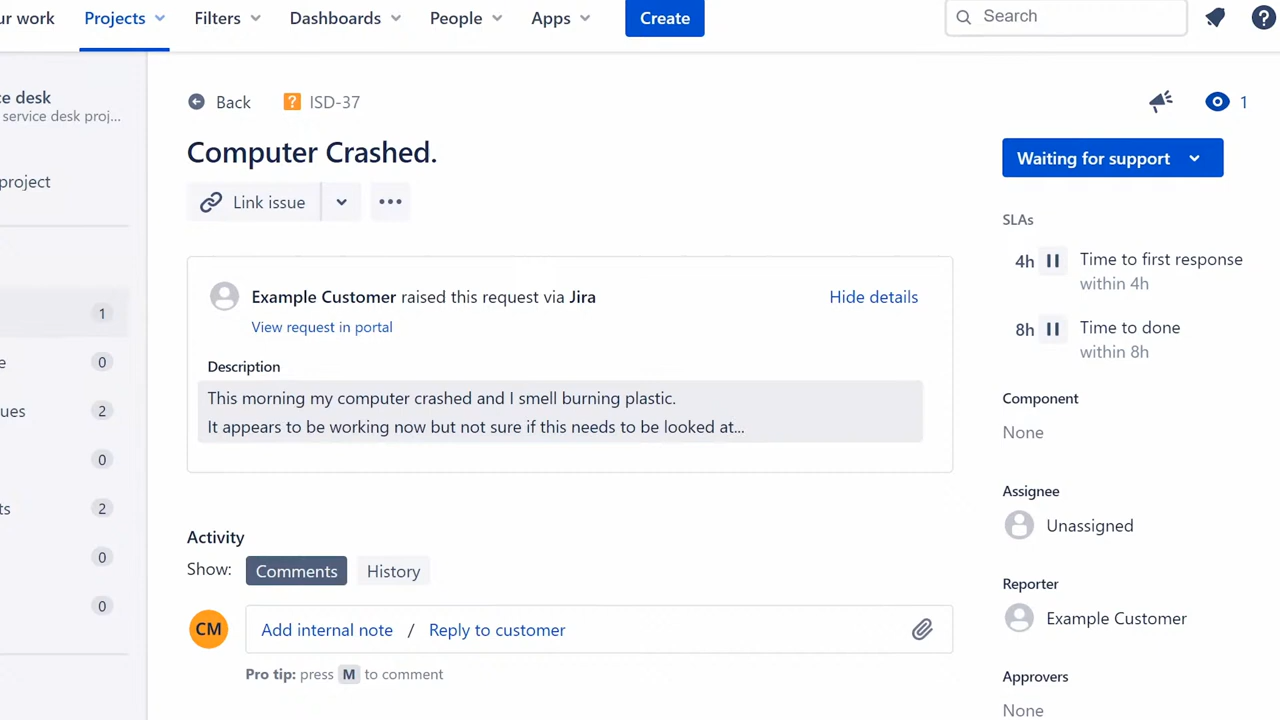 ur work Projects Filters Dashboards People Apps Create Search
ce desk
service desk proj...
project
1
e 0
ues 2
0
ts 2
0
0
Back ISD-37 1
Computer Crashed.
Link issue
Example Customer raised this request via Jira Hide details
View request in portal
Description
This morning my computer crashed and I smell burning plastic.
It appears to be working now but not sure if this needs to be looked at...
Activity
Show: Comments History
CM Add internal note / Reply to customer
Pro tip: press M to comment
Waiting for support
SLAs
4h Time to first response
within 4h
8h Time to done
within 8h
Component
None
Assignee
Unassigned
Reporter
Example Customer
Approvers
None